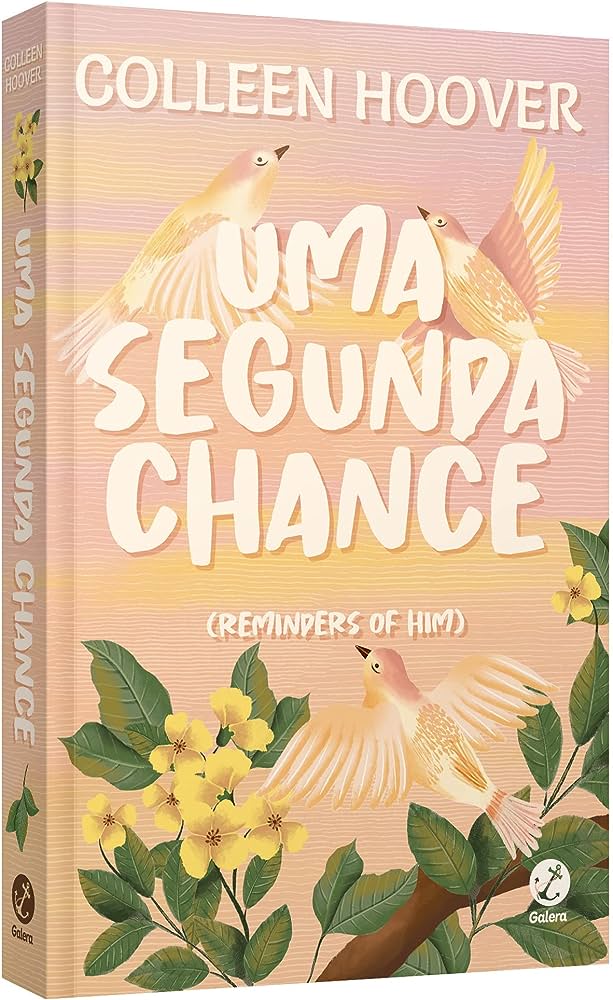 COLLEEN HOOVER
UMA
SEGUNDA
CHANCE
(REMINDERS OF HIM)
Galera
COLLEEN
HOOVER
UMA SEGUNDA CHANCE
Galera